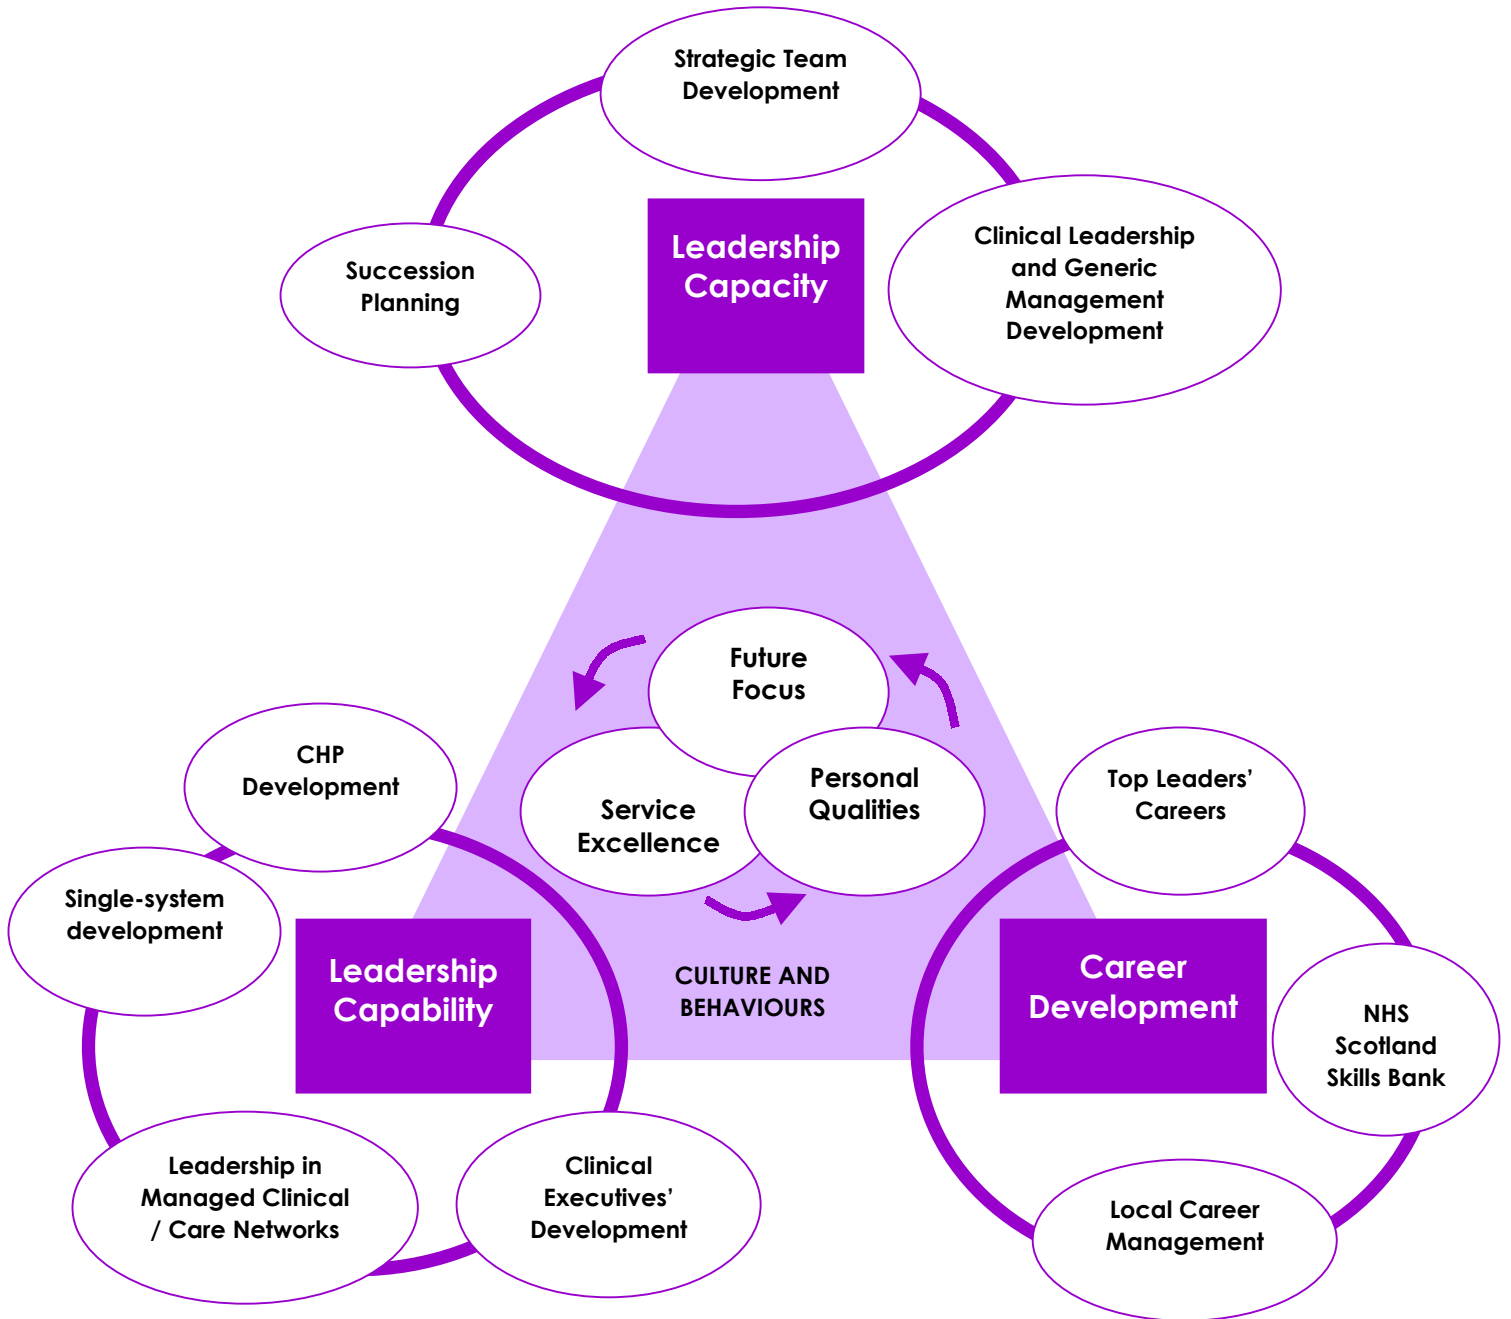 Strategic Team
Development
Leadership
Capacity
Clinical Leadership
and Generic
Management
Development
Succession
Planning
Future
Focus
Service
Excellence
Personal
Qualities
CULTURE AND
BEHAVIOURS
CHP
Development
Single-system
development
Leadership
Capability
Leadership in
Managed Clinical
/ Care Networks
Clinical
Executives’
Development
Top Leaders’
Careers
Career
Development
NHS
Scotland
Skills Bank
Local Career
Management